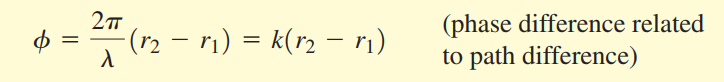 ϕ = 2π/λ (r₂ − r₁) = k(r₂ − r₁)
(phase difference related
to path difference)